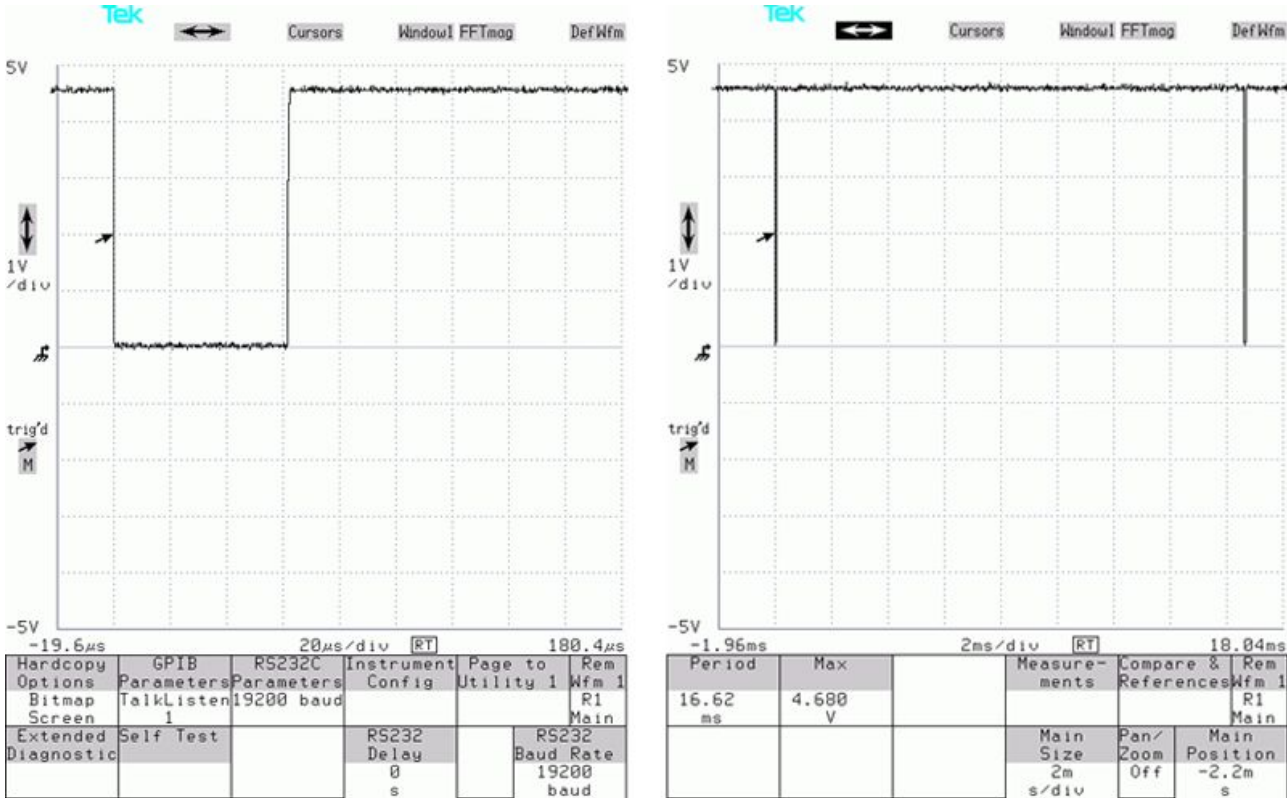 Tek
Cursors Window1 FFTmag DefWfm
5V
1V
/div
trig'd
M
-5V
-19.6µs 20µs/div RT 180.4µs
Hardcopy GPIB RS232C Instrument Page to Rem
Options Parameters Parameters Config Utility 1 Wfm 1
Bitmap TalkListen 19200 baud R1
Screen 1 Main
Extended Self Test RS232 RS232
Diagnostic Delay Baud Rate
0 19200
s baud
Tek
Cursors Window1 FFTmag DefWfm
5V
1V
/div
trig'd
M
-5V
-1.96ms 2ms/div RT 18.04ms
Period Max Measure- Compare & Rem
ments References Wfm 1
16.62 4.680 R1
ms V Main
Main Pan/ Main
Size Zoom Position
2m Off -2.2m
s/div s